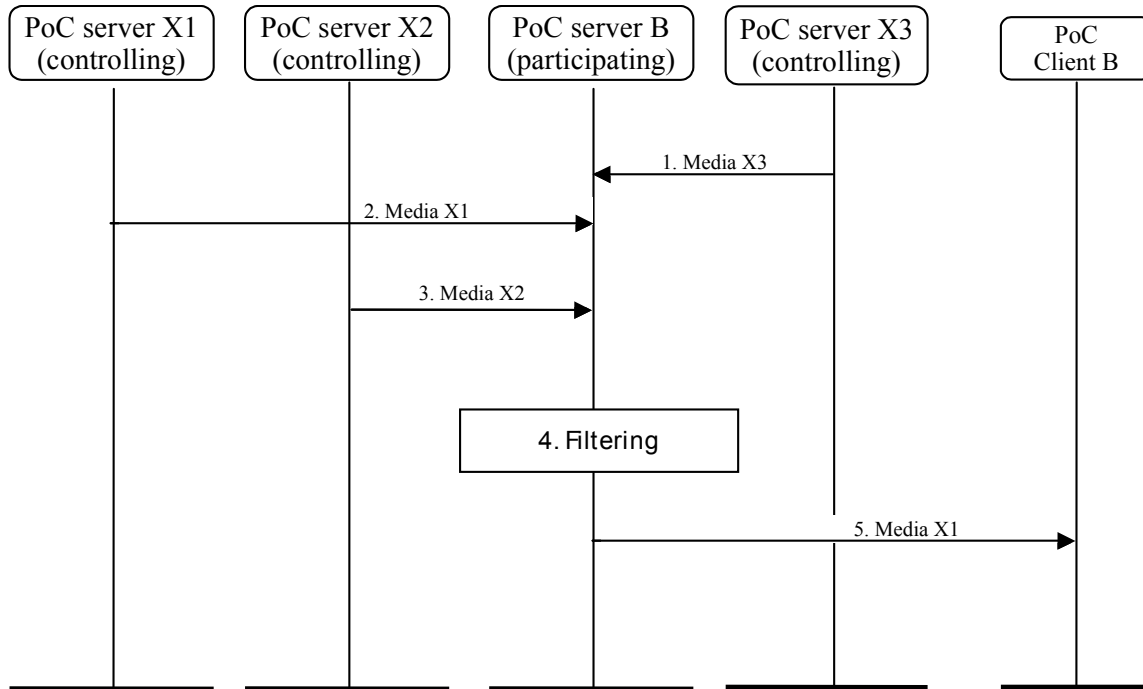 PoC server X1
(controlling)
PoC server X2
(controlling)
PoC server B
(participating)
PoC server X3
(controlling)
PoC
Client B
1. Media X3
2. Media X1
3. Media X2
4. Filtering
5. Media X1